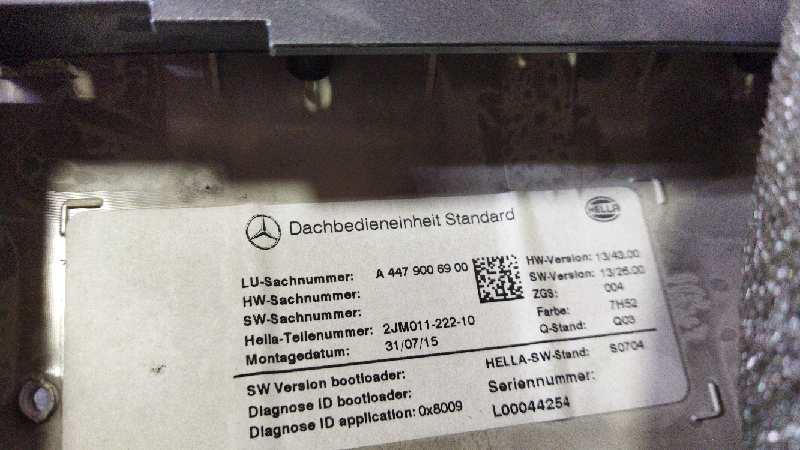 Dachbedieneinheit Standard
HELLA
LU-Sachnummer: A 447 900 69 00
HW-Sachnummer:
SW-Sachnummer:
Hella-Teilenummer: 2JM011-222-10
Montagedatum: 31/07/15
HW-Version: 13/43.00
SW-Version: 13/26.00
ZGS: 004
Farbe: 7H52
Q-Stand: Q03
SW Version bootloader:
Diagnose ID bootloader:
Diagnose ID application: 0x8009
HELLA-SW-Stand: S0704
Seriennummer:
L00044254